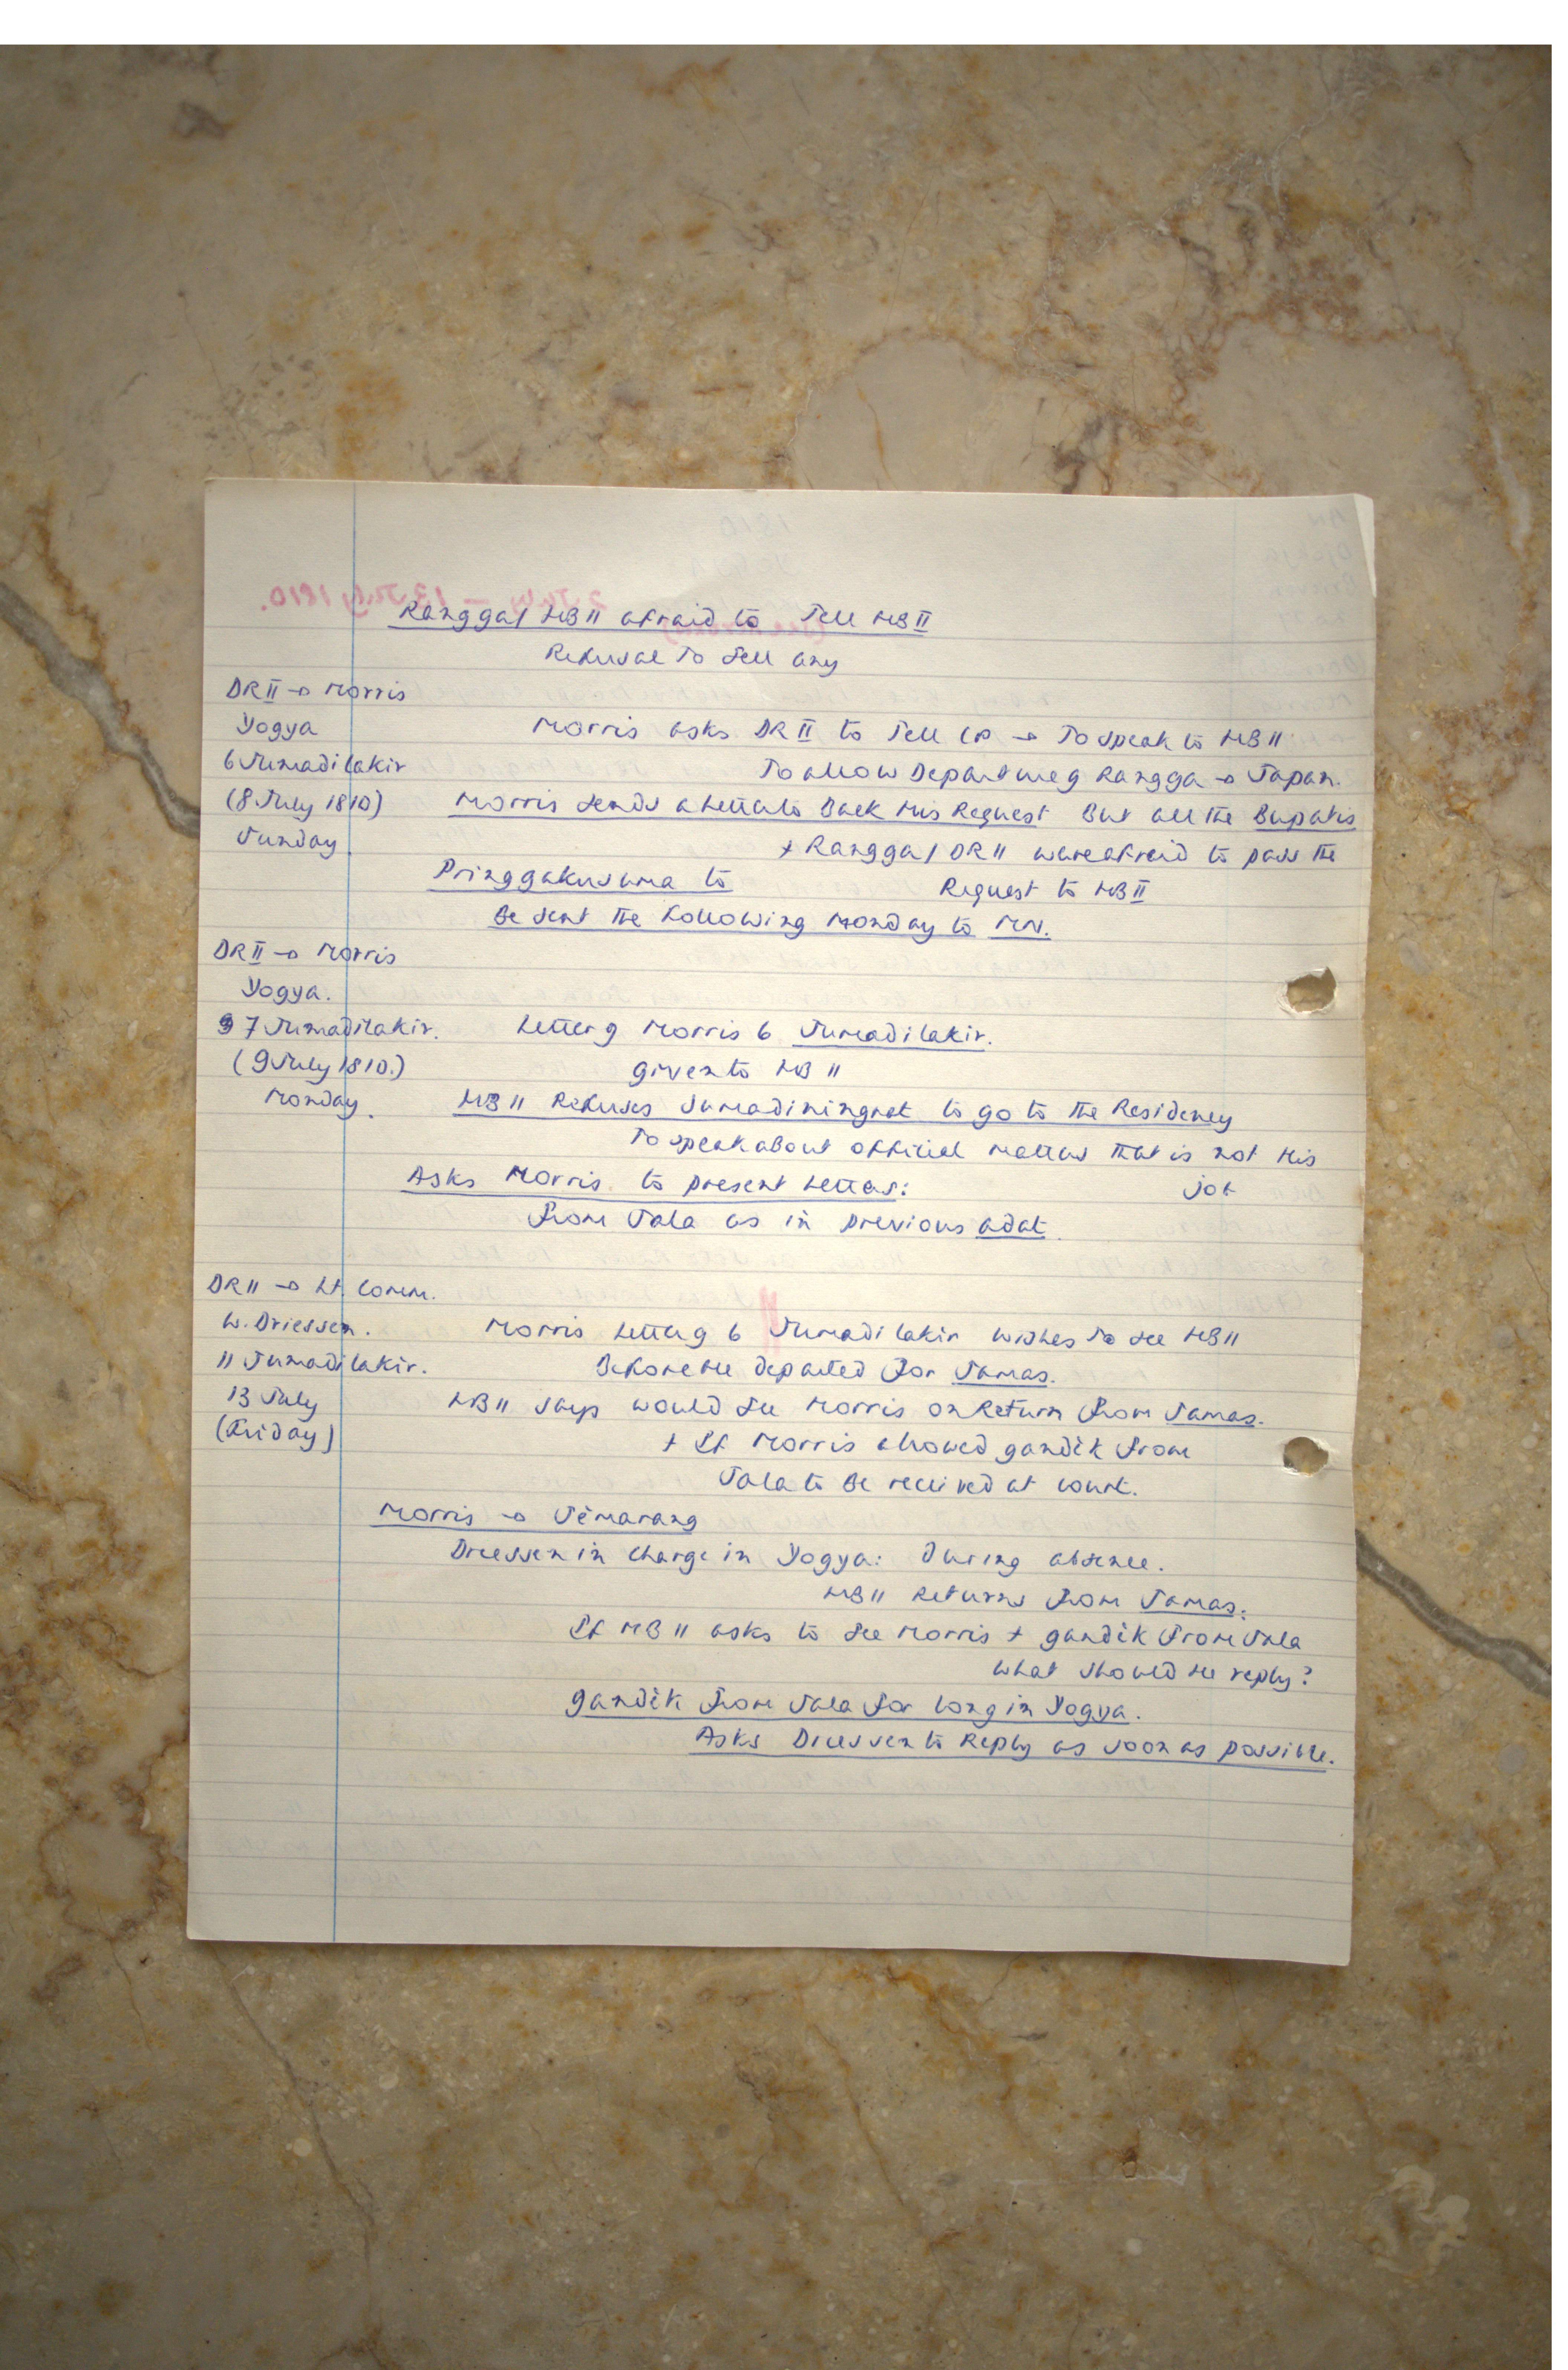 Rangga / HB II afraid to Tell HB II
Refusal to sell any
DR II → Morris
Yogya
6 Jumadilakir
(8 July 1810)
Sunday
Morris asks DR II to Tell CP → To speak to HB II
To allow Departure of Rangga → Japan.
Morris sends a letter to Back His Request But all the Bupatis
+ Rangga / DR II were afraid to pass the
Request to HB II
Pringgakusuma to
Be sent the following Monday to MN.
DR II → Morris
Yogya.
7 Jumadilakir.
(9 July 1810.)
Monday.
Letter of Morris 6 Jumadilakir.
given to HB II
HB II Refuses Sumadiningrat to go to the Residency
To speak about official matters that is not His
job
Asks Morris to present Letters:
from Sala as in previous adat.
DR II → Lt. Comm.
W. Driessen.
11 Jumadilakir.
13 July
(Friday)
Morris Letter of 6 Jumadilakir wishes to see HB II
Before He departed for Samas.
HB II says would see Morris on Return from Samas.
+ If Morris allowed gandèk from
Sala to Be received at court.
Morris → Sĕmarang
Driessen in charge in Yogya: During absence.
HB II Returns from Samas:
If HB II asks to see Morris + gandèk from Sala
What should He reply?
gandèk from Sala for long in Yogya.
Asks Driessen to Reply as soon as possible.
2 July – 13 July 1810.